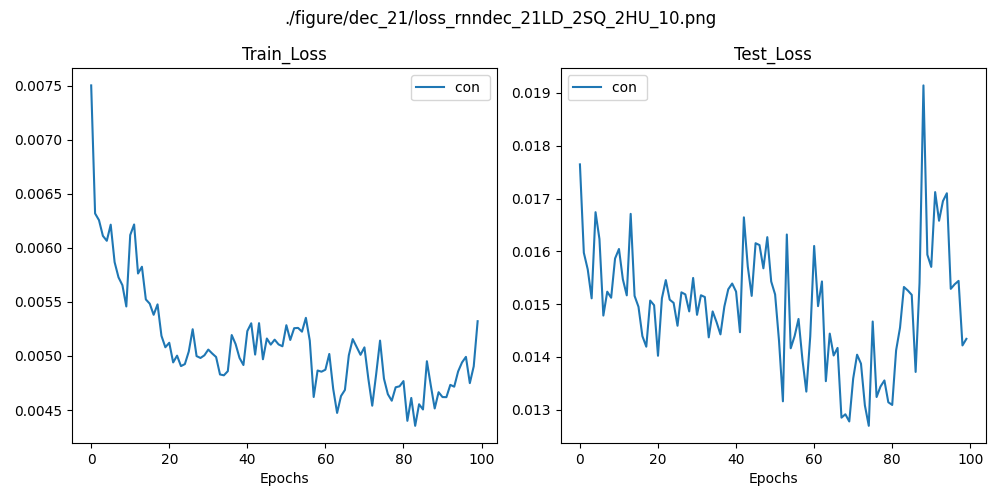 ./figure/dec_21/loss_rnndec_21LD_2SQ_2HU_10.png
Train_Loss
con
0.0075
0.0070
0.0065
0.0060
0.0055
0.0050
0.0045
0 20 40 60 80 100
Epochs
Test_Loss
con
0.019
0.018
0.017
0.016
0.015
0.014
0.013
0 20 40 60 80 100
Epochs